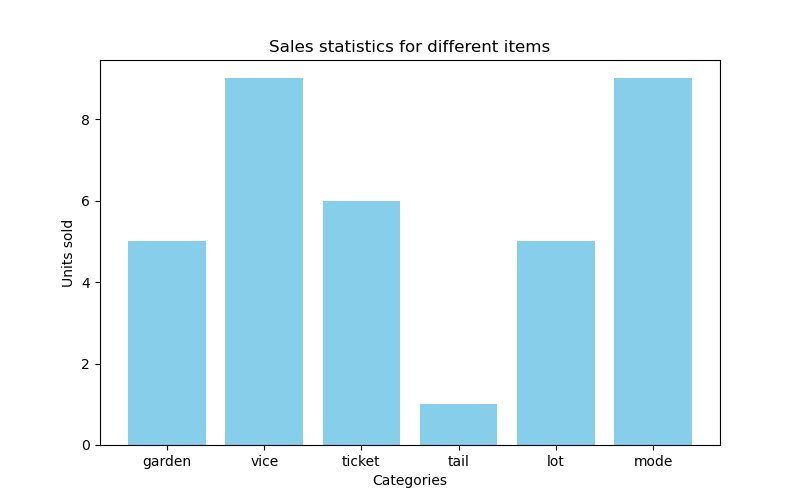 Sales statistics for different items
Units sold
8
6
4
2
0
garden vice ticket tail lot mode
Categories